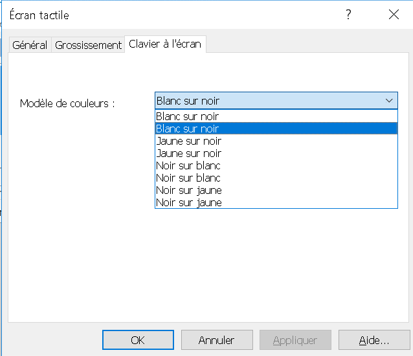 Écran tactile
?
Général Grossissement Clavier à l'écran
Modèle de couleurs : Blanc sur noir
Blanc sur noir
Blanc sur noir
Jaune sur noir
Jaune sur noir
Noir sur blanc
Noir sur blanc
Noir sur jaune
Noir sur jaune
OK Annuler Appliquer Aide...